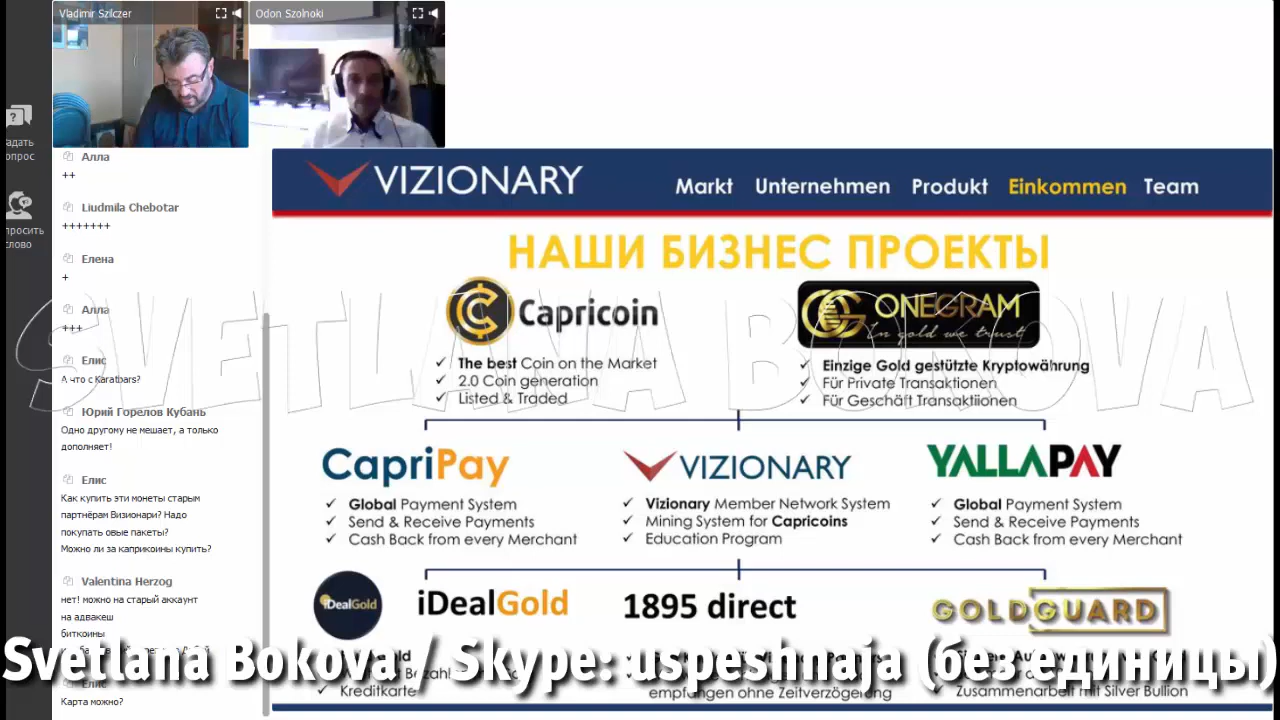 Vladimir Szilczer
Odon Szolnoki
Алла
++
Liudmila Chebotar
+++++++
Елена
+
Алла
+++
Елис
А что с Karatbars?
Юрий Горелов Кубань
Одно другому не мешает, а только
дополняет!
Елис
Как купить эти монеты старым
партнёрам Визионари? Надо
покупать овые пакеты?
Можно ли за каприкоины купить?
Valentina Herzog
нет! можно на старый аккаунт
на адвакеш
биткоины
Елис
Карта можно?
VIZIONARY
Markt Unternehmen Produkt Einkommen Team
НАШИ БИЗНЕС ПРОЕКТЫ
Capricoin
✓ The best Coin on the Market
✓ 2.0 Coin generation
✓ Listed & Traded
OG ONEGRAM
In gold we trust
✓ Einzige Gold gestützte Kryptowährung
✓ Für Private Transaktionen
✓ Für Geschäft Transaktiionen
SVETLANA BOKOVA
CapriPay
✓ Global Payment System
✓ Send & Receive Payments
✓ Cash Back from every Merchant
VIZIONARY
✓ Vizionary Member Network System
✓ Mining System for Capricoins
✓ Education Program
YALLAPAY
✓ Global Payment System
✓ Send & Receive Payments
✓ Cash Back from every Merchant
iDealGold
iDealGold
✓ Kreditkarte
1895 direct
empfangen ohne Zeitverzögerung
GOLDGUARD
✓ Zusammenarbeit mit Silver Bullion
Svetlana Bokova / Skype: uspeshnaja (без единицы)